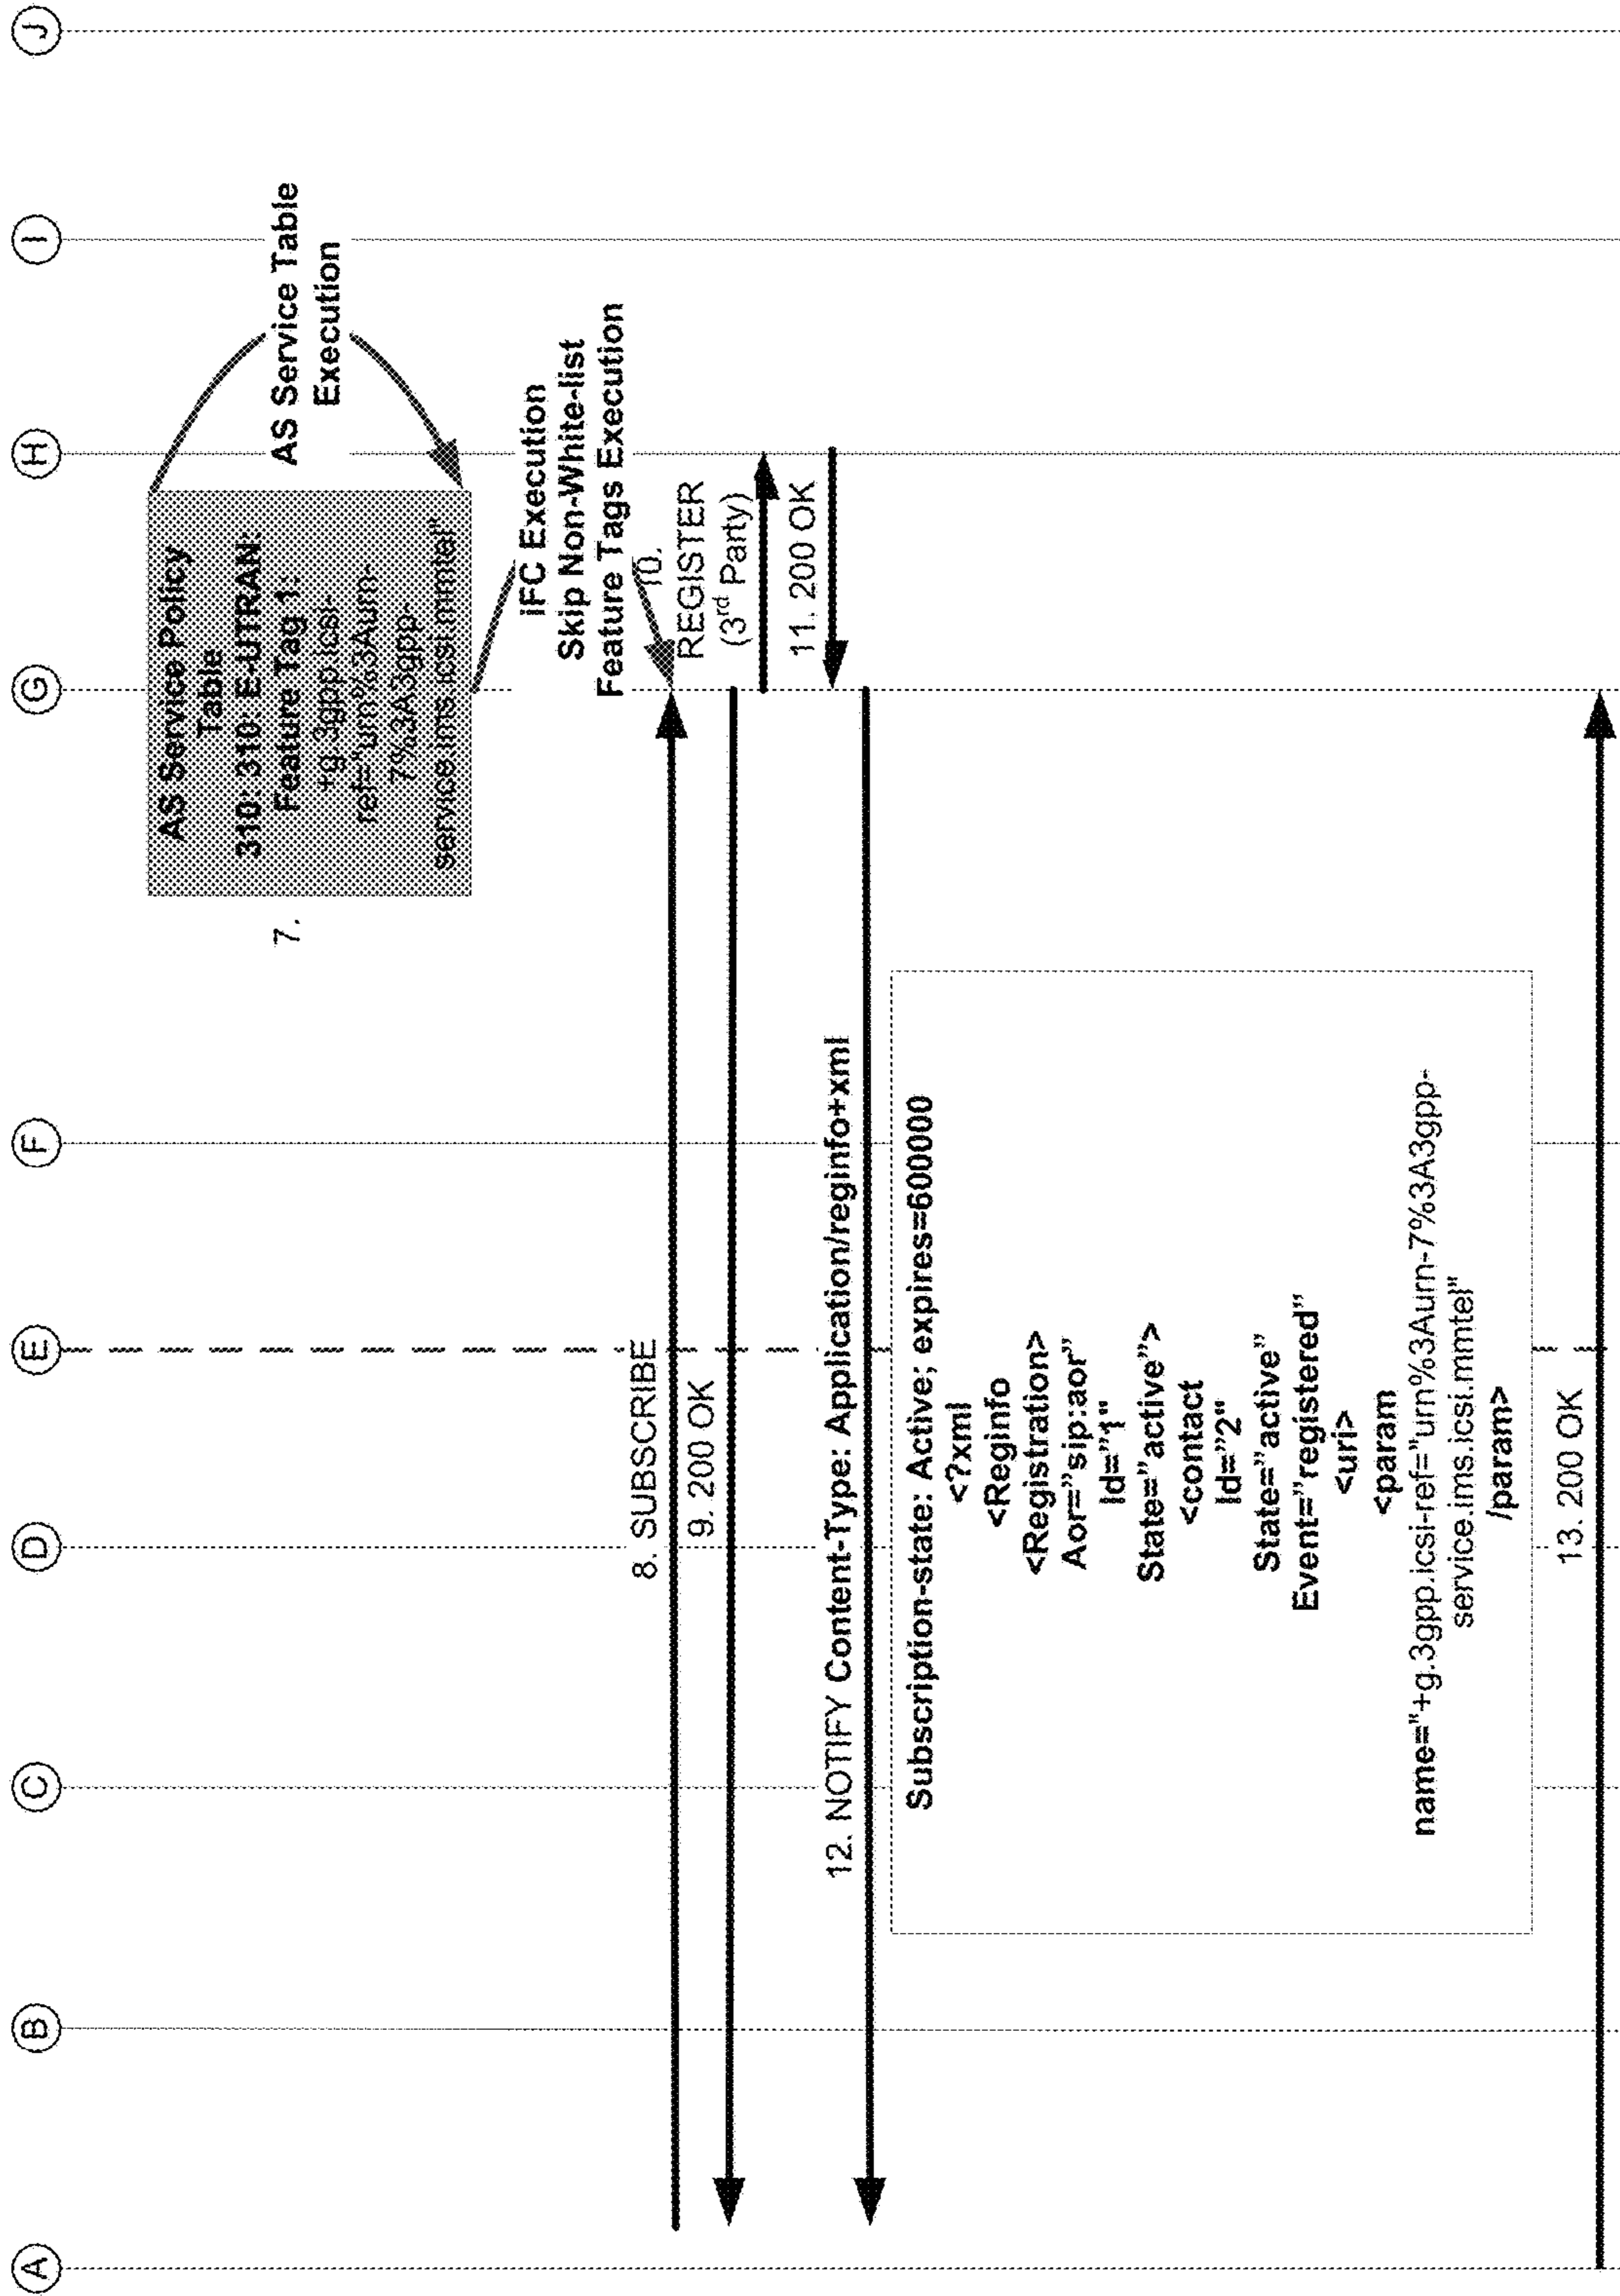 A
B
C
D
E
F
G
H
I
J
7.
AS Service Policy
Table
310: 310: E-UTRAN:
Feature Tag 1:
+g.3gpp.icsi-
ref="urn%3Aurn-
7%3A3gpp-
service.ims.icsi.mmtel"
AS Service Table
Execution
iFC Execution
Skip Non-White-list
Feature Tags Execution
8. SUBSCRIBE
9. 200 OK
10.
REGISTER
(3rd Party)
11. 200 OK
12. NOTIFY Content-Type: Application/reginfo+xml
Subscription-state: Active; expires=600000
<?xml
<Reginfo
<Registration>
Aor="sip:aor"
Id="1"
State="active">
<contact
Id="2"
State="active"
Event="registered"
<uri>
<param
name="+g.3gpp.icsi-ref="urn%3Aurn-7%3A3gpp-
service.ims.icsi.mmtel"
/param>
13. 200 OK